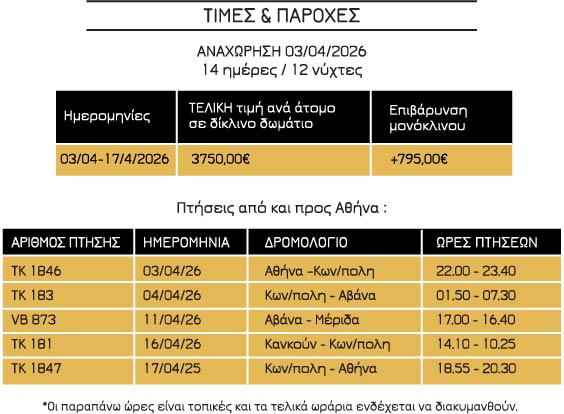 ΤΙΜΕΣ & ΠΑΡΟΧΕΣ
ΑΝΑΧΩΡΗΣΗ 03/04/2026
14 ημέρες / 12 νύχτες
Ημερομηνίες ΤΕΛΙΚΗ τιμή ανά άτομο σε δίκλινο δωμάτιο Επιβάρυνση μονόκλινου
03/04-17/4/2026 3750,00€ +795,00€
Πτήσεις από και προς Αθήνα :
ΑΡΙΘΜΟΣ ΠΤΗΣΗΣ ΗΜΕΡΟΜΗΝΙΑ ΔΡΟΜΟΛΟΓΙΟ ΩΡΕΣ ΠΤΗΣΕΩΝ
TK 1846 03/04/26 Αθήνα –Κων/πολη 22.00 - 23.40
TK 183 04/04/26 Κων/πολη - Αβάνα 01.50 - 07.30
VB 873 11/04/26 Αβάνα - Μέριδα 17.00 - 16.40
TK 181 16/04/26 Κανκούν - Κων/πολη 14.10 - 10.25
TK 1847 17/04/25 Κων/πολη - Αθήνα 18.55 - 20.30
*Οι παραπάνω ώρες είναι τοπικές και τα τελικά ωράρια ενδέχεται να διακυμανθούν.